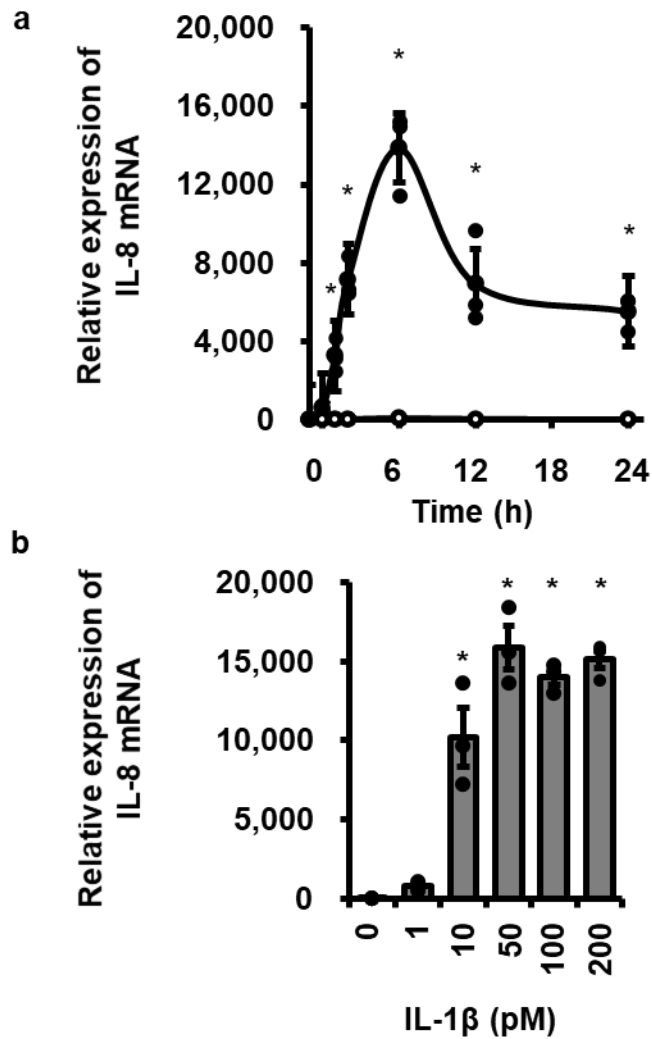 a
Relative expression of
IL-8 mRNA
20,000
16,000
12,000
8,000
4,000
0
*
*
*
*
*
0 6 12 18 24
Time (h)
b
Relative expression of
IL-8 mRNA
20,000
15,000
10,000
5,000
0
*
* * *
0 1 10 50 100 200
IL-1β (pM)